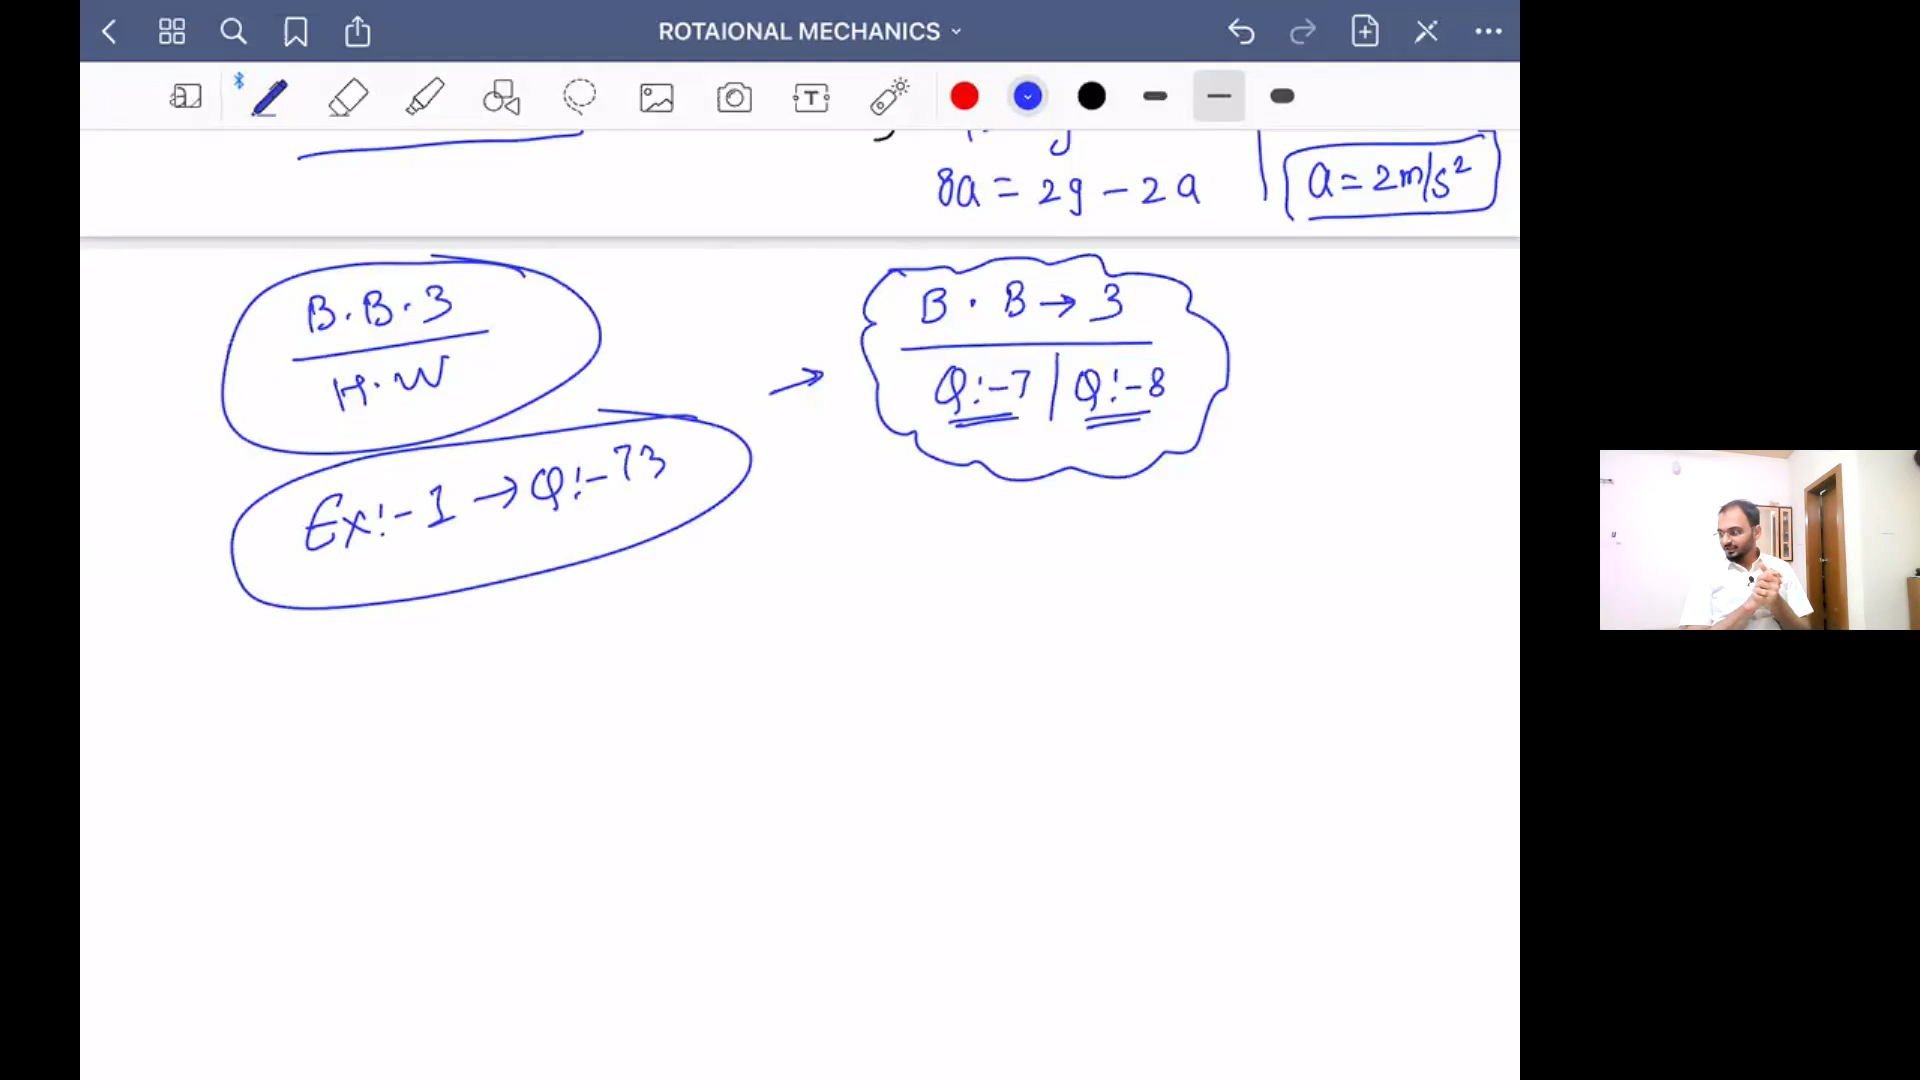 ROTAIONAL MECHANICS
8a = 2g - 2a
a = 2m/s²
B.B.3
H.W
Ex:-1 → Q:-73
B.B → 3
Q:-7 | Q:-8